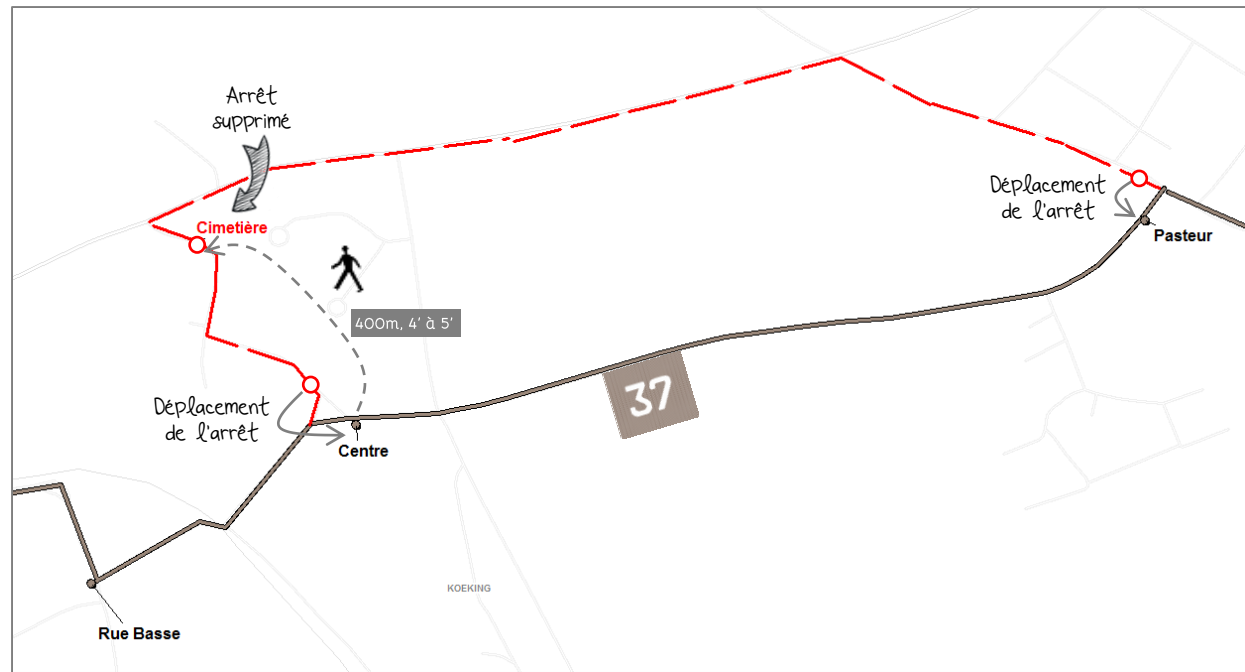 Arrêt
supprimé
Cimetière
Déplacement
de l'arrêt
Pasteur
400m, 4' à 5'
37
Déplacement
de l'arrêt
Centre
KOEKING
Rue Basse